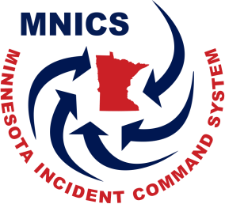 MNICS
MINNESOTA INCIDENT COMMAND SYSTEM